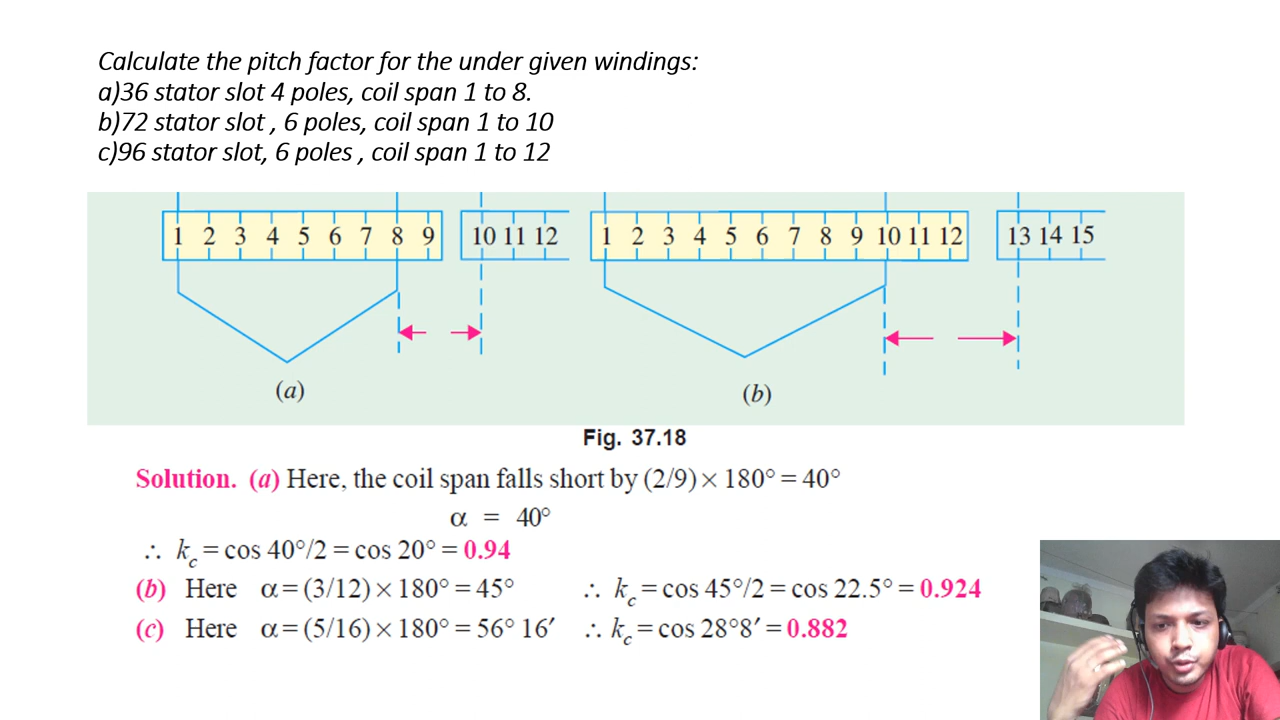 Calculate the pitch factor for the under given windings:
a)36 stator slot 4 poles, coil span 1 to 8.
b)72 stator slot , 6 poles, coil span 1 to 10
c)96 stator slot, 6 poles , coil span 1 to 12
1 2 3 4 5 6 7 8 9 10 11 12 1 2 3 4 5 6 7 8 9 10 11 12 13 14 15
(a) (b)
Fig. 37.18
Solution. (a) Here, the coil span falls short by (2/9) × 180° = 40°
α = 40°
∴ k_c = cos 40°/2 = cos 20° = 0.94
(b) Here α = (3/12) × 180° = 45° ∴ k_c = cos 45°/2 = cos 22.5° = 0.924
(c) Here α = (5/16) × 180° = 56° 16′ ∴ k_c = cos 28°8′ = 0.882